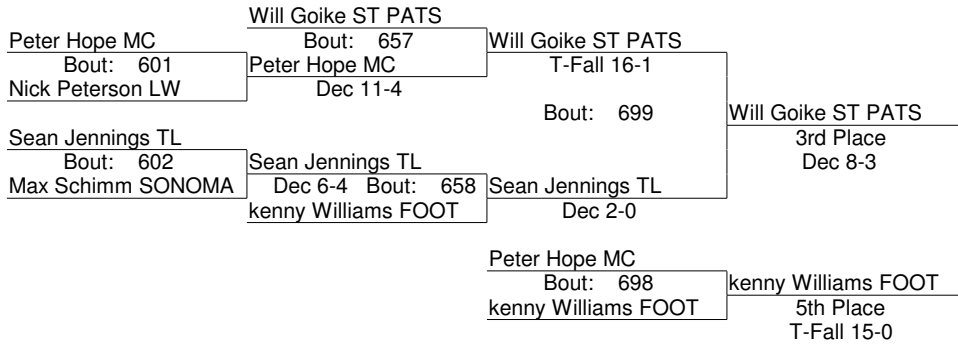 Will Goike ST PATS
Peter Hope MC
Bout: 657
Will Goike ST PATS
Bout: 601
Peter Hope MC
T-Fall 16-1
Nick Peterson LW
Dec 11-4
Bout: 699
Will Goike ST PATS
Sean Jennings TL
3rd Place
Bout: 602
Sean Jennings TL
Dec 8-3
Max Schimm SONOMA
Dec 6-4 Bout: 658
Sean Jennings TL
kenny Williams FOOT
Dec 2-0
Peter Hope MC
Bout: 698
kenny Williams FOOT
kenny Williams FOOT
5th Place
T-Fall 15-0